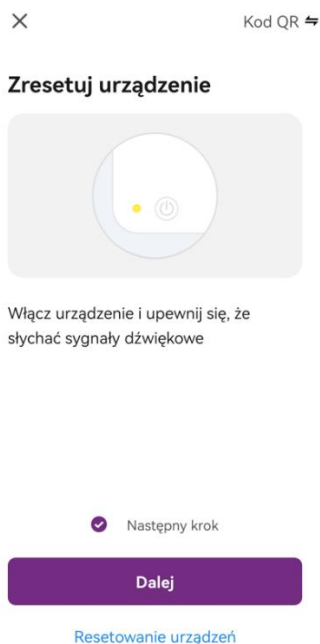 Kod QR
Zresetuj urządzenie
Włącz urządzenie i upewnij się, że
słychać sygnały dźwiękowe
Następny krok
Dalej
Resetowanie urządzeń